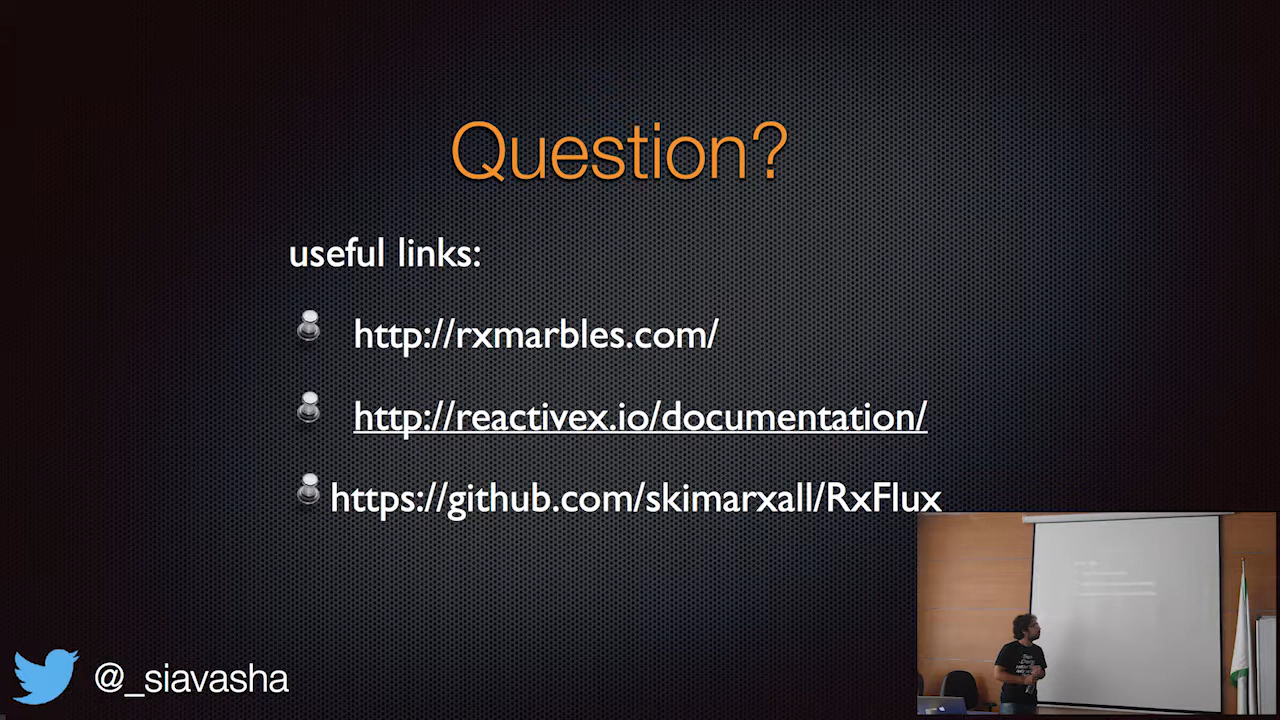 Question?
useful links:
http://rxmarbles.com/
http://reactivex.io/documentation/
https://github.com/skimarxall/RxFlux
@_siavasha